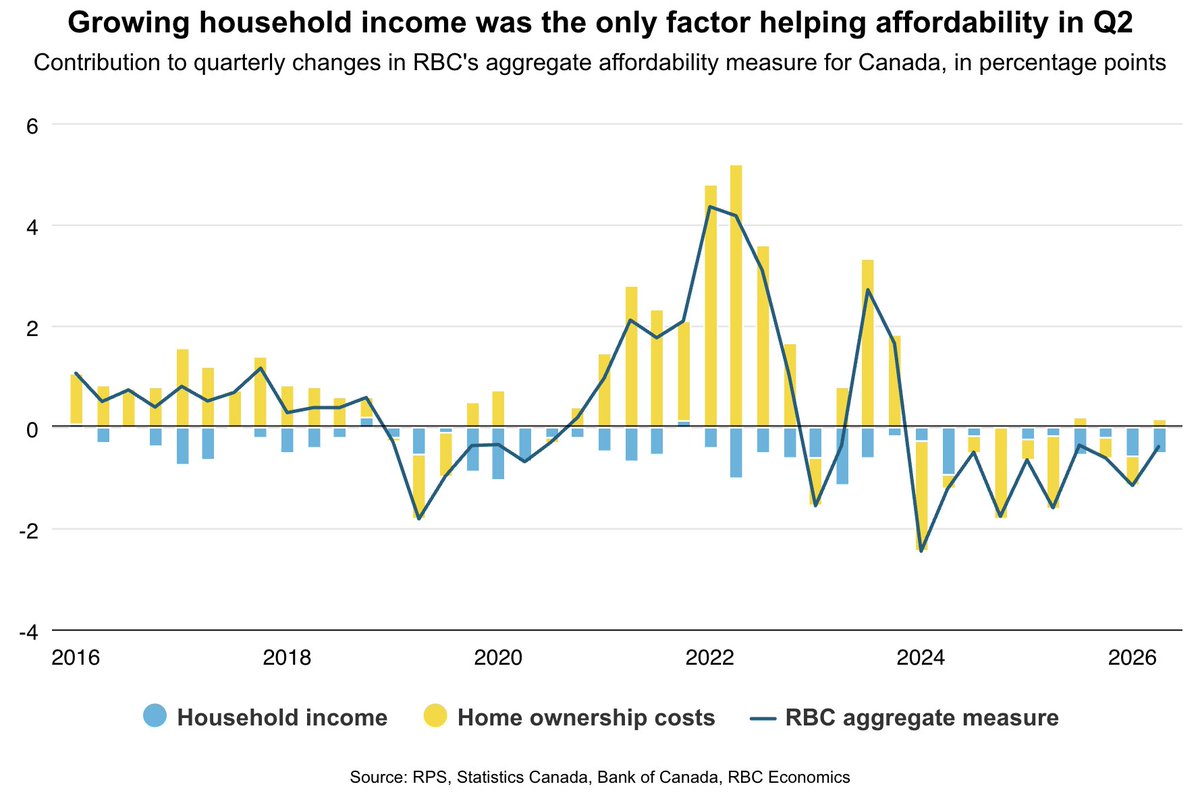 Growing household income was the only factor helping affordability in Q2
Contribution to quarterly changes in RBC's aggregate affordability measure for Canada, in percentage points
6
4
2
0
-2
-4
2016 2018 2020 2022 2024 2026
Household income Home ownership costs RBC aggregate measure
Source: RPS, Statistics Canada, Bank of Canada, RBC Economics